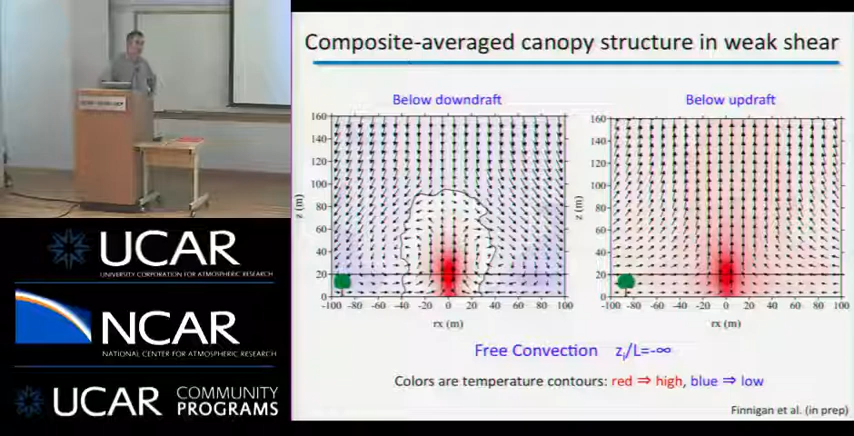 Composite-averaged canopy structure in weak shear
Below downdraft
Below updraft
160
140
120
100
80
60
40
20
0
z (m)
-100 -80 -60 -40 -20 0 20 40 60 80 100
rx (m)
160
140
120
100
80
60
40
20
0
z (m)
-100 -80 -60 -40 -20 0 20 40 60 80 100
rx (m)
Free Convection zi/L=-∞
Colors are temperature contours: red ⇒ high, blue ⇒ low
Finnigan et al. (in prep)
UCAR
UNIVERSITY CORPORATION FOR ATMOSPHERIC RESEARCH
NCAR
NATIONAL CENTER FOR ATMOSPHERIC RESEARCH
UCAR COMMUNITY
PROGRAMS